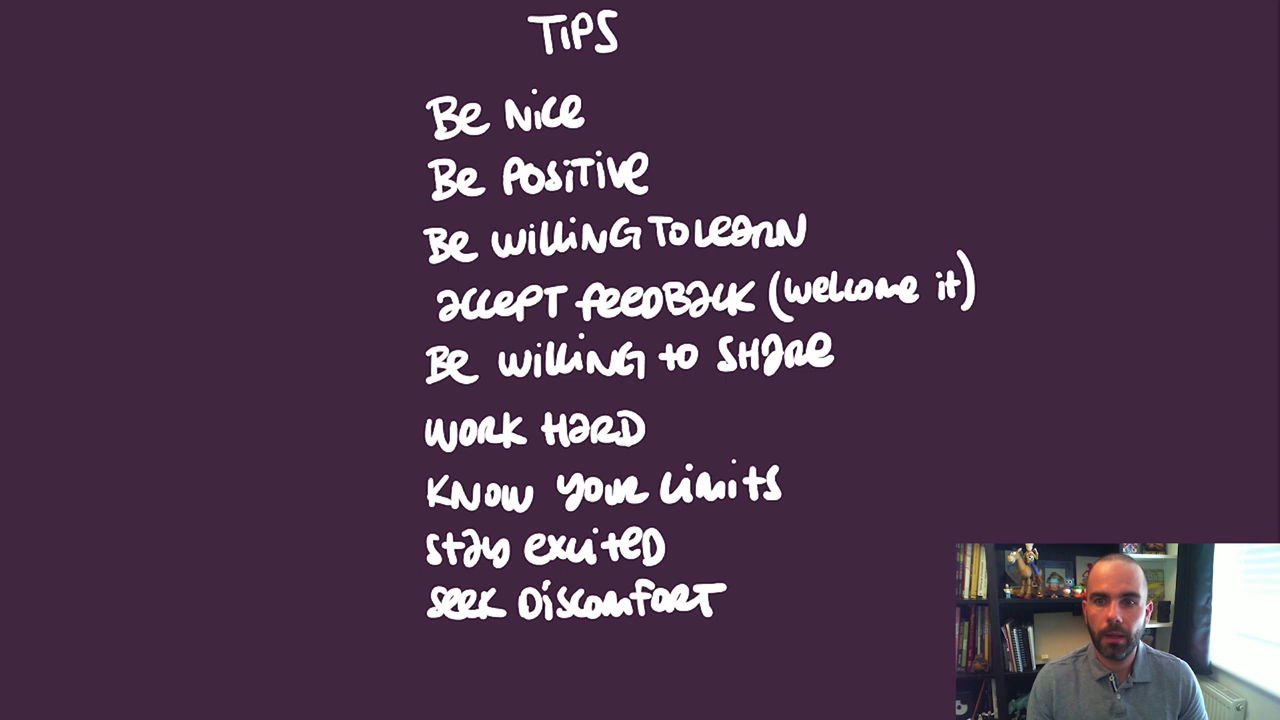 TIPS
Be Nice
Be Positive
Be willing to learn
accept feedback (welcome it)
Be willing to share
work hard
Know your limits
stay excited
seek discomfort